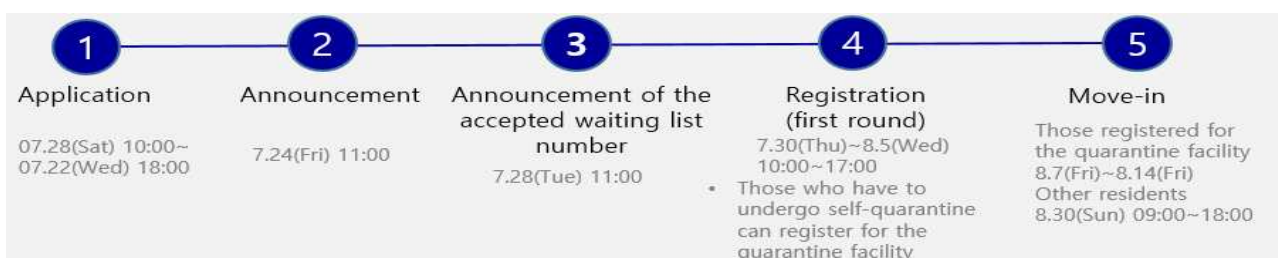 1
2
3
4
5
Application
07.28(Sat) 10:00~
07.22(Wed) 18:00
Announcement
7.24(Fri) 11:00
Announcement of the
accepted waiting list
number
7.28(Tue) 11:00
Registration
(first round)
7.30(Thu)~8.5(Wed)
10:00~17:00
• Those who have to
undergo self-quarantine
can register for the
quarantine facility
Move-in
Those registered for
the quarantine facility
8.7(Fri)~8.14(Fri)
Other residents
8.30(Sun) 09:00~18:00